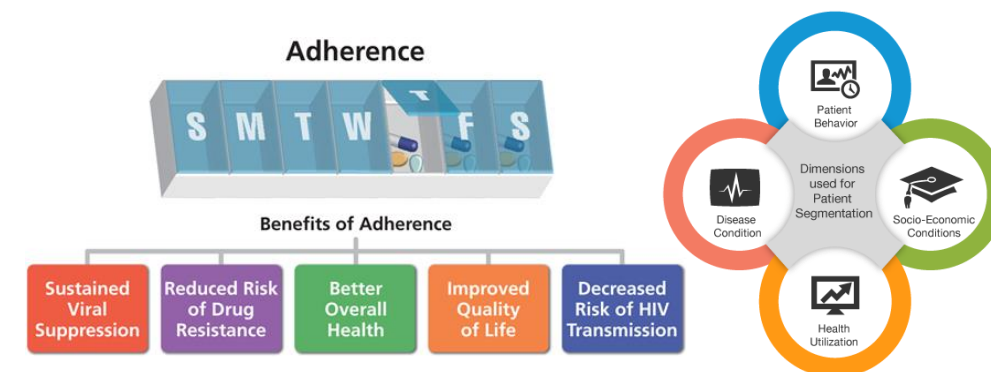 Adherence
S M T W T F S
Benefits of Adherence
Sustained
Viral
Suppression
Reduced Risk
of Drug
Resistance
Better
Overall
Health
Improved
Quality
of Life
Decreased
Risk of HIV
Transmission
Patient
Behavior
Disease
Condition
Dimensions
used for
Patient
Segmentation
Socio-Economic
Conditions
Health
Utilization